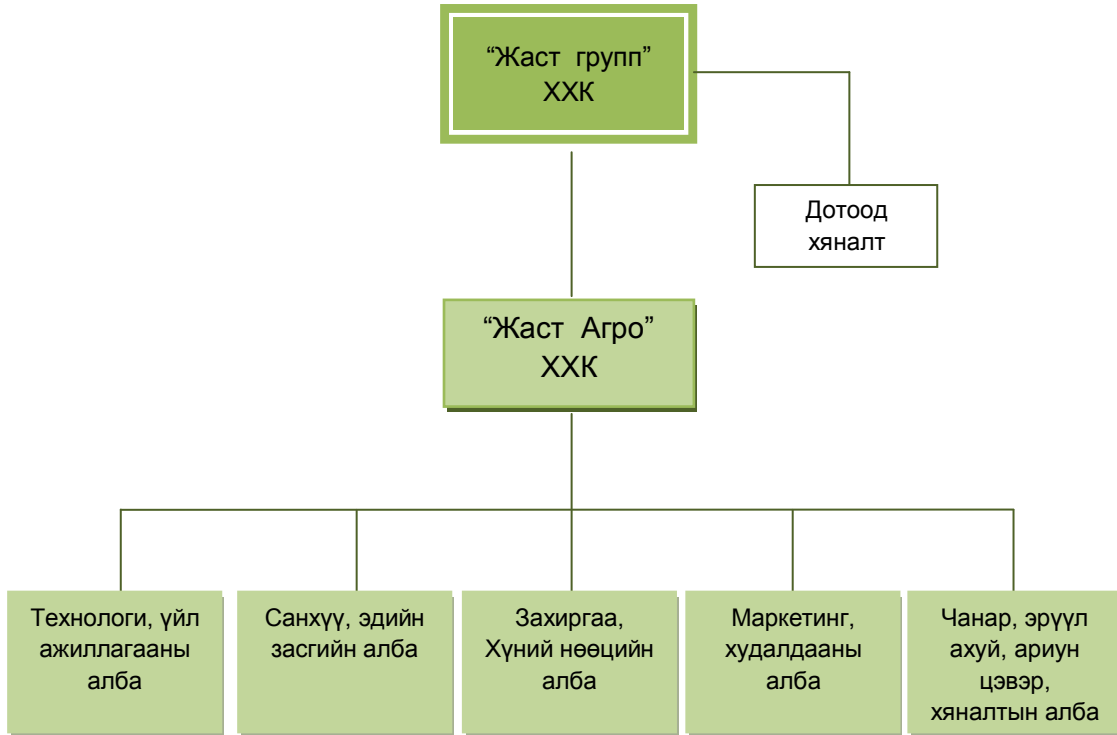 “Жаст групп”
ХХК
Дотоод
хяналт
“Жаст Агро”
ХХК
Технологи, үйл
ажиллагааны
алба
Санхүү, эдийн
засгийн алба
Захиргаа,
Хүний нөөцийн
алба
Маркетинг,
худалдааны
алба
Чанар, эрүүл
ахуй, ариун
цэвэр,
хяналтын алба